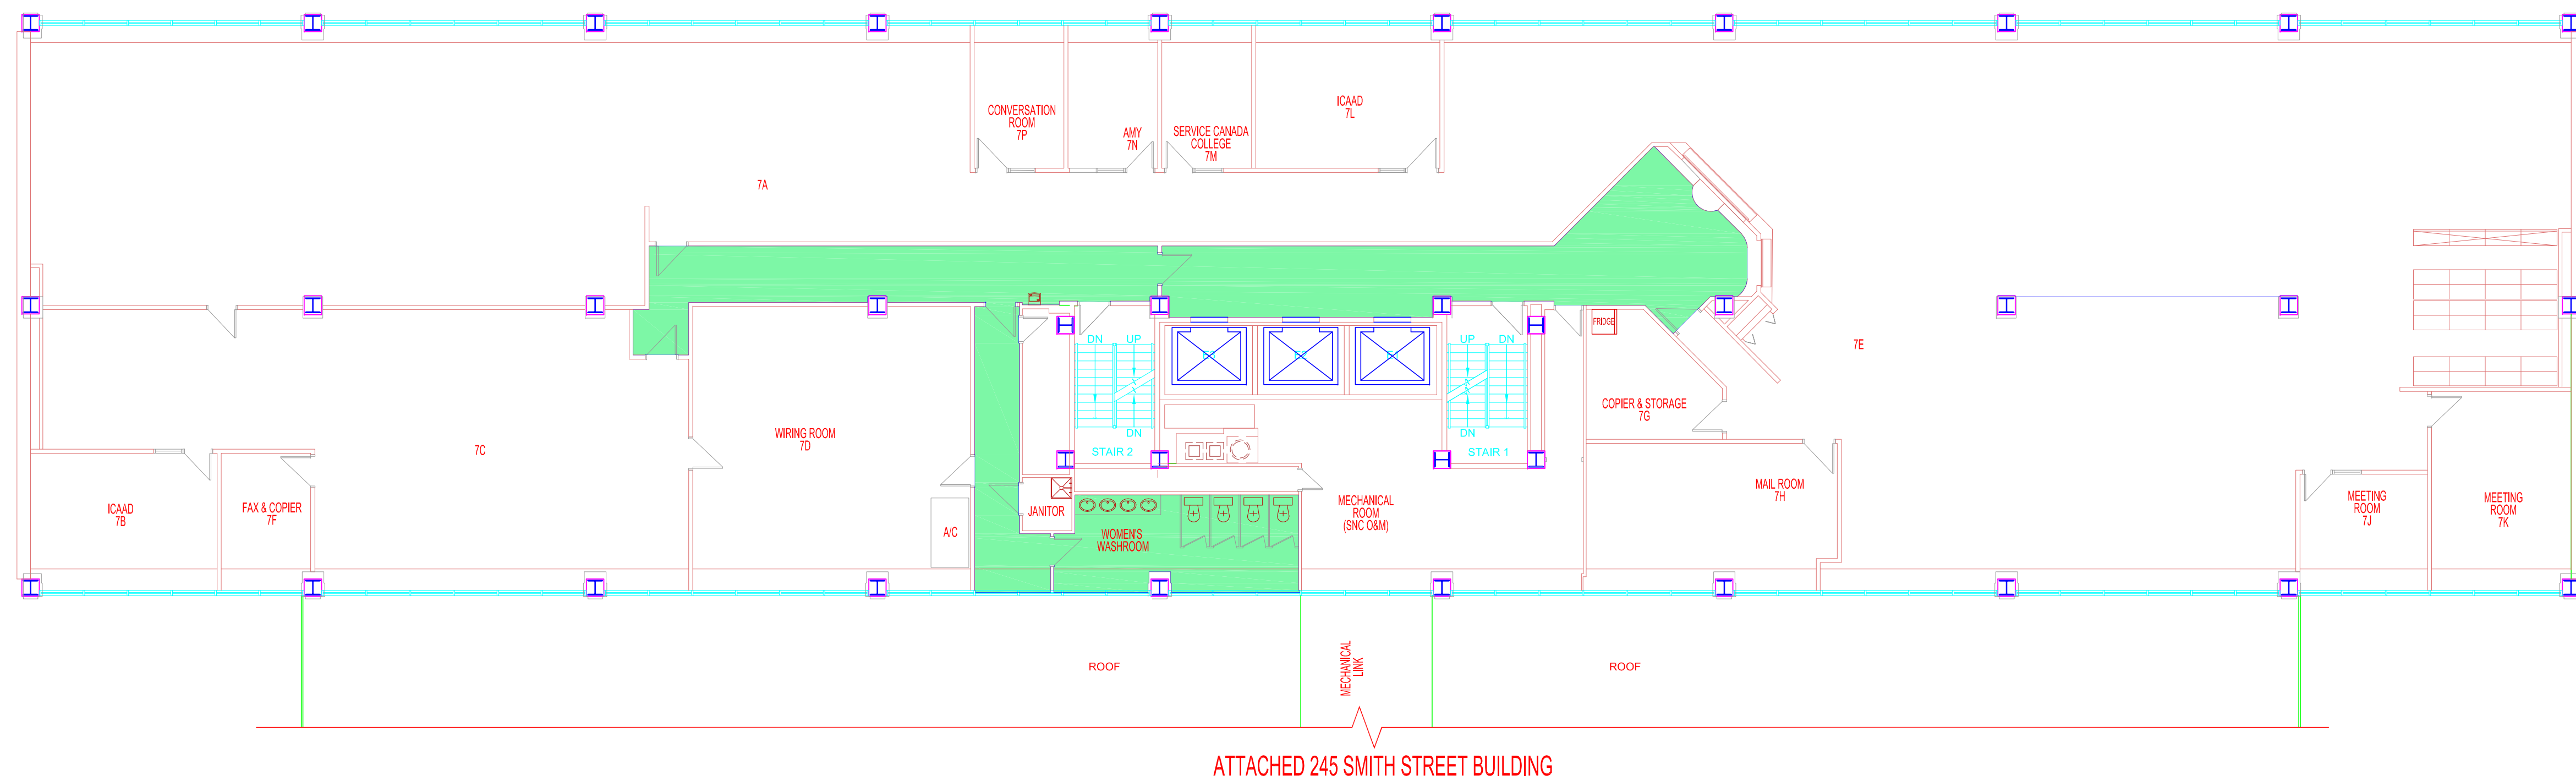 CONVERSATION
ROOM
7P
AMY
7N
SERVICE CANADA
COLLEGE
7M
ICAAD
7L
7A
FRIDGE
DN
UP
UP
DN
7E
DN
STAIR 2
DN
STAIR 1
COPIER & STORAGE
7G
WIRING ROOM
7D
7C
ICAAD
7B
FAX & COPIER
7F
A/C
JANITOR
WOMEN'S
WASHROOM
MECHANICAL
ROOM
(SNC O&M)
MAIL ROOM
7H
MEETING
ROOM
7J
MEETING
ROOM
7K
ROOF
MECHANICAL
LINK
ROOF
ATTACHED 245 SMITH STREET BUILDING